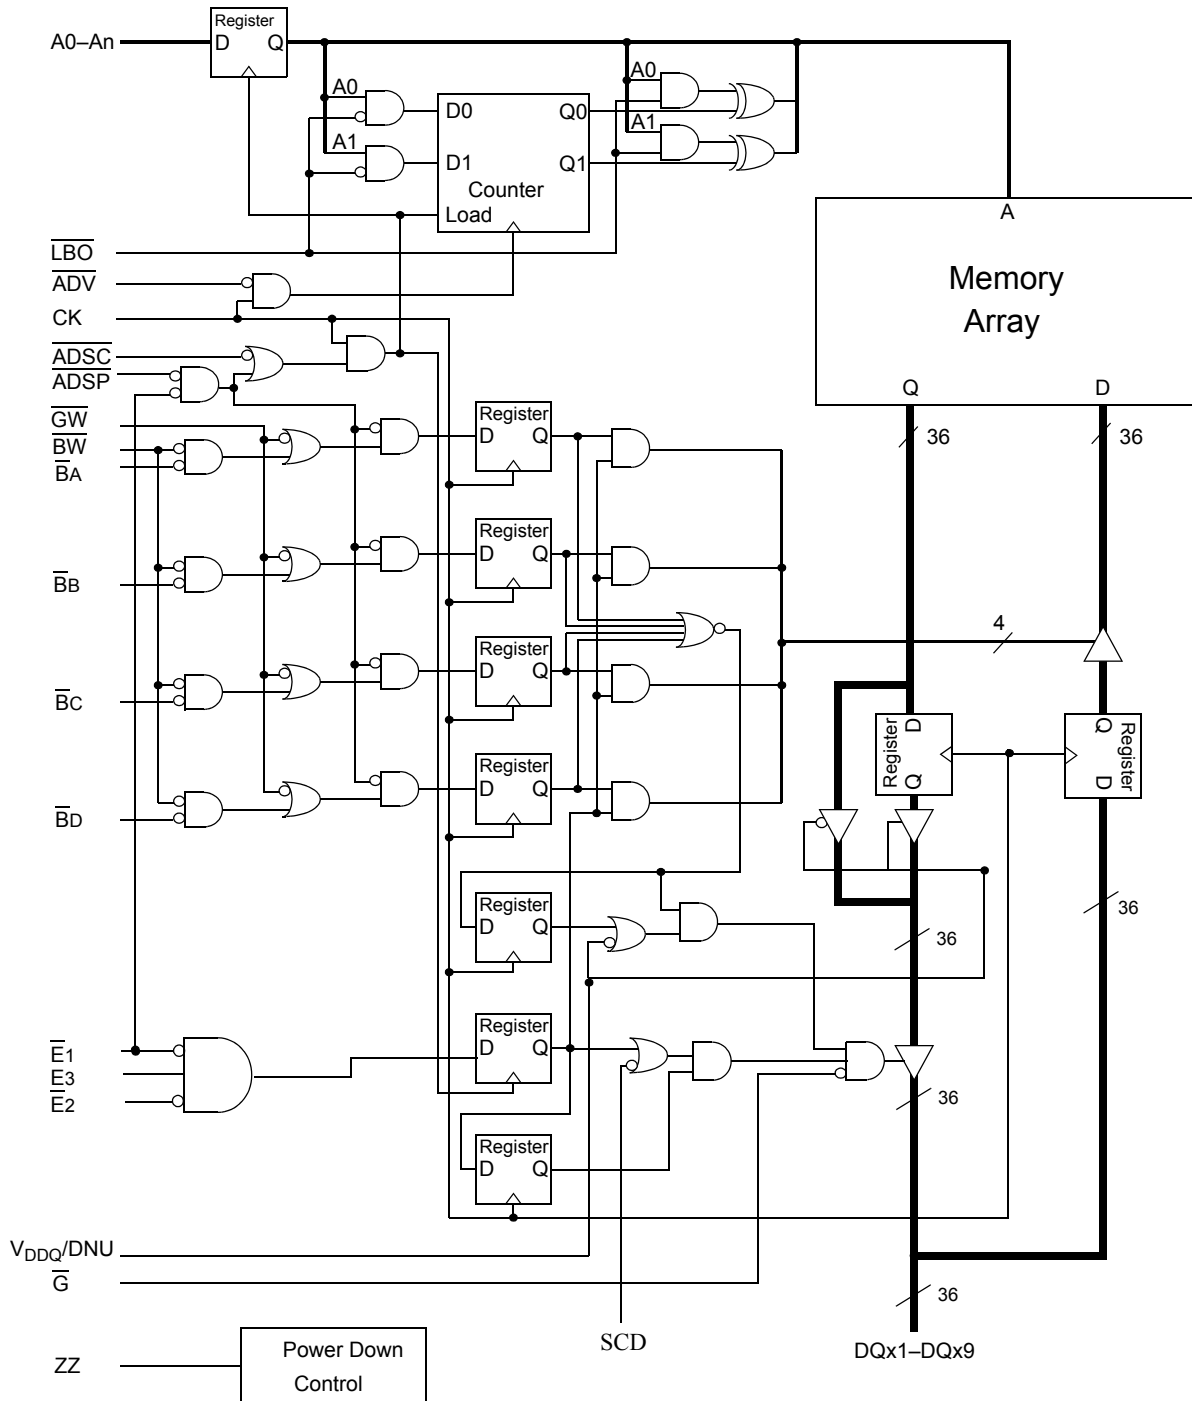 Register
A0–An
D Q
A0
A0
D0
Q0
A1
A1
D1
Q1
Counter
Load
A
LBO
ADV
Memory
Array
CK
ADSC
ADSP
Q
D
GW
BW
BA
Register
D Q
36
36
Register
D Q
BB
4
Register
D Q
BC
D
Register
Q
Q
Register
D
Register
D Q
BD
36
Register
D Q
36
Register
D Q
E1
E3
E2
36
Register
D Q
VDDQ/DNU
G
36
SCD
DQx1–DQx9
ZZ
Power Down
Control